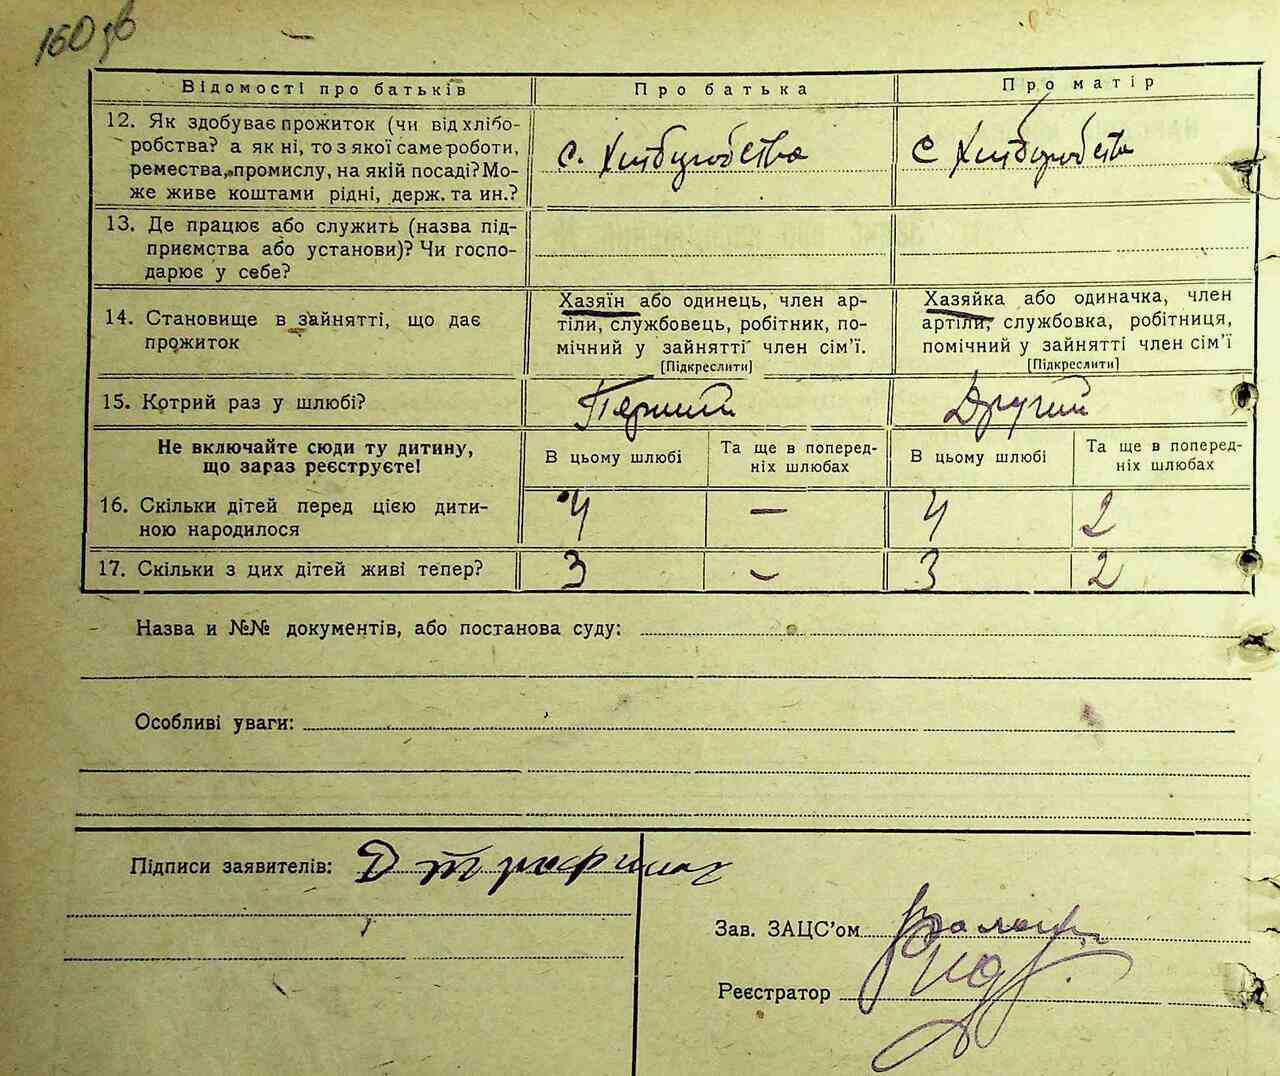 160 зв
Відомості про батьків
Про батька
Про матір
12. Як здобуває прожиток (чи від хлібо-
робства? а як ні, то з якої саме роботи,
ремества, промислу, на якій посаді? Мо-
же живе коштами рідні, держ. та ин.?
с. Хліборобства
с Хліборобства
13. Де працює або служить (назва під-
приємства або установи)? Чи госпо-
дарює у себе?
14. Становище в зайнятті, що дає
прожиток
Хазяїн або одинець, член ар-
тіли, службовець, робітник, по-
мічний у зайнятті член сім'ї.
[Підкреслити]
Хазяйка або одиначка, член
артіли, службовка, робітниця,
помічний у зайнятті член сім'ї
[Підкреслити]
15. Котрий раз у шлюбі?
Перший
Другий
Не включайте сюди ту дитину,
що зараз реєструєте!
В цьому шлюбі
Та ще в поперед-
ніх шлюбах
В цьому шлюбі
Та ще в поперед-
ніх шлюбах
16. Скільки дітей перед цією дити-
ною народилося
4
—
4
2
17. Скільки з цих дітей живі тепер?
3
—
3
2
Назва и №№ документів, або постанова суду:
Особливі уваги:
Підписи заявителів:
Зав. ЗАЦС'ом
Реєстратор